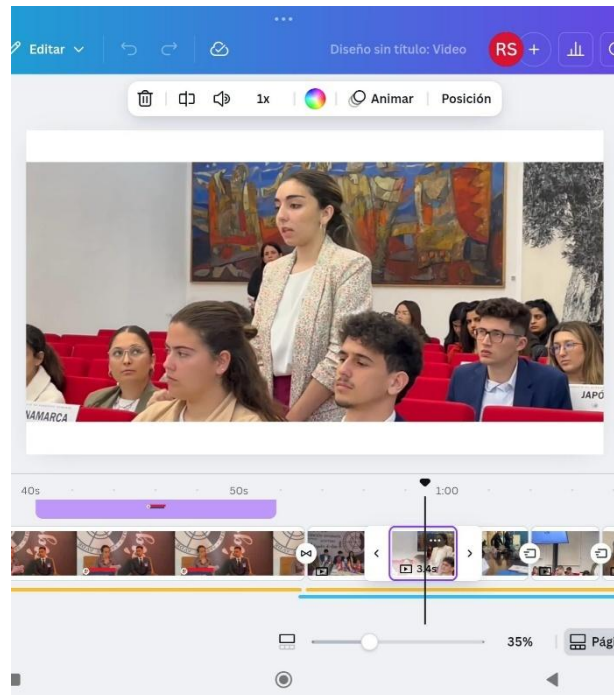 Editar
Diseño sin título: Video
RS
+
1x
Animar
Posición
NAMARCA
JAPÓ
40s
50s
1:00
3.4s
35%
Pág